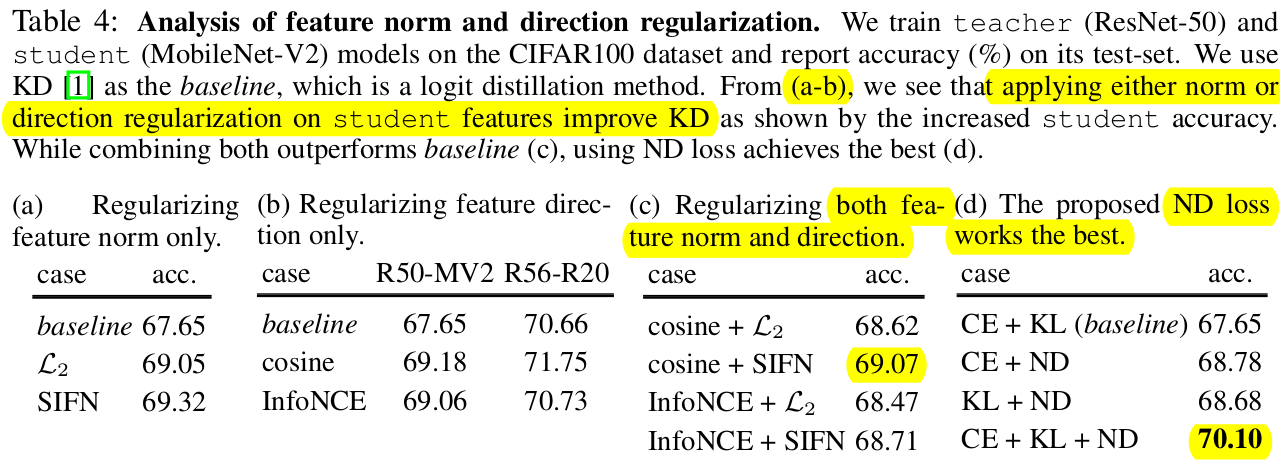 Table 4: Analysis of feature norm and direction regularization. We train teacher (ResNet-50) and
student (MobileNet-V2) models on the CIFAR100 dataset and report accuracy (%) on its test-set. We use
KD [1] as the baseline, which is a logit distillation method. From (a-b), we see that applying either norm or
direction regularization on student features improve KD as shown by the increased student accuracy.
While combining both outperforms baseline (c), using ND loss achieves the best (d).
(a) Regularizing
feature norm only.
case acc.
baseline 67.65
L2 69.05
SIFN 69.32
(b) Regularizing feature direc-
tion only.
case R50-MV2 R56-R20
baseline 67.65 70.66
cosine 69.18 71.75
InfoNCE 69.06 70.73
(c) Regularizing both fea-
ture norm and direction.
case acc.
cosine + L2 68.62
cosine + SIFN 69.07
InfoNCE + L2 68.47
InfoNCE + SIFN 68.71
(d) The proposed ND loss
works the best.
case acc.
CE + KL (baseline) 67.65
CE + ND 68.78
KL + ND 68.68
CE + KL + ND 70.10